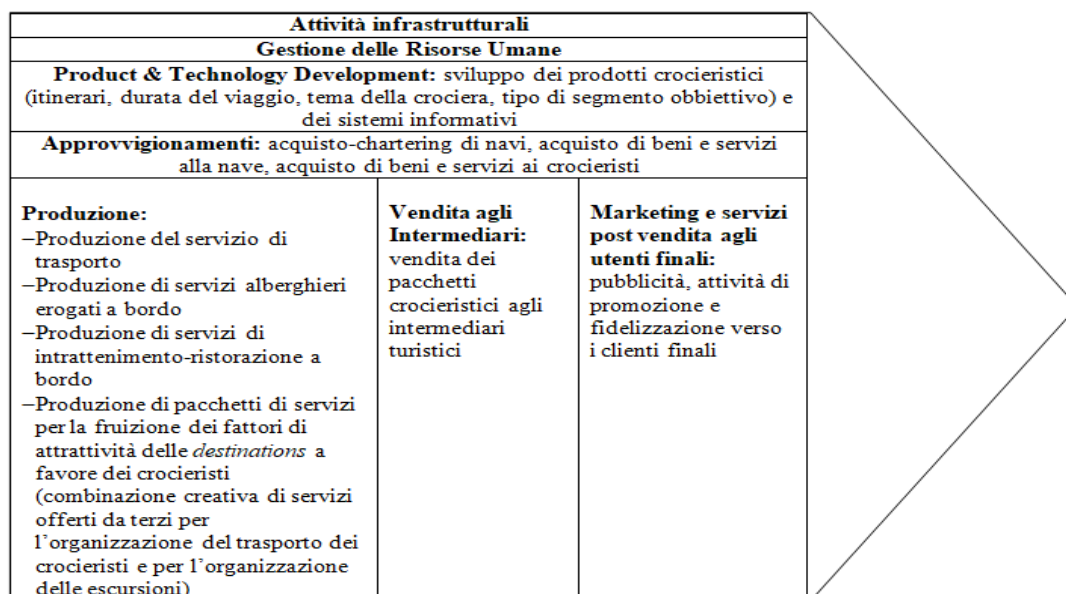 Attività infrastrutturali
Gestione delle Risorse Umane
Product & Technology Development: sviluppo dei prodotti crocieristici
(itinerari, durata del viaggio, tema della crociera, tipo di segmento obbiettivo) e
dei sistemi informativi
Approvvigionamenti: acquisto-chartering di navi, acquisto di beni e servizi
alla nave, acquisto di beni e servizi ai crocieristi
Produzione:
–Produzione del servizio di
trasporto
–Produzione di servizi alberghieri
erogati a bordo
–Produzione di servizi di
intrattenimento-ristorazione a
bordo
–Produzione di pacchetti di servizi
per la fruizione dei fattori di
attrattività delle destinations a
favore dei crocieristi
(combinazione creativa di servizi
offerti da terzi per
l’organizzazione del trasporto dei
crocieristi e per l’organizzazione
delle escursioni)
Vendita agli
Intermediari:
vendita dei
pacchetti
crocieristici agli
intermediari
turistici
Marketing e servizi
post vendita agli
utenti finali:
pubblicità, attività di
promozione e
fidelizzazione verso
i clienti finali